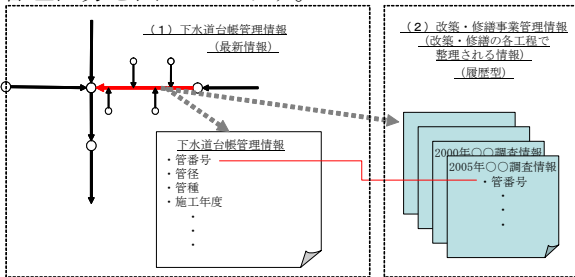 （１）下水道台帳管理情報
（最新情報）
下水道台帳管理情報
・管番号
・管径
・管種
・施工年度
・
・
・
（２）改築・修繕事業管理情報
（改築・修繕の各工程で
整理される情報）
（履歴型）
2000年○○調査情報
2005年○○調査情報
・管番号
・
・
・